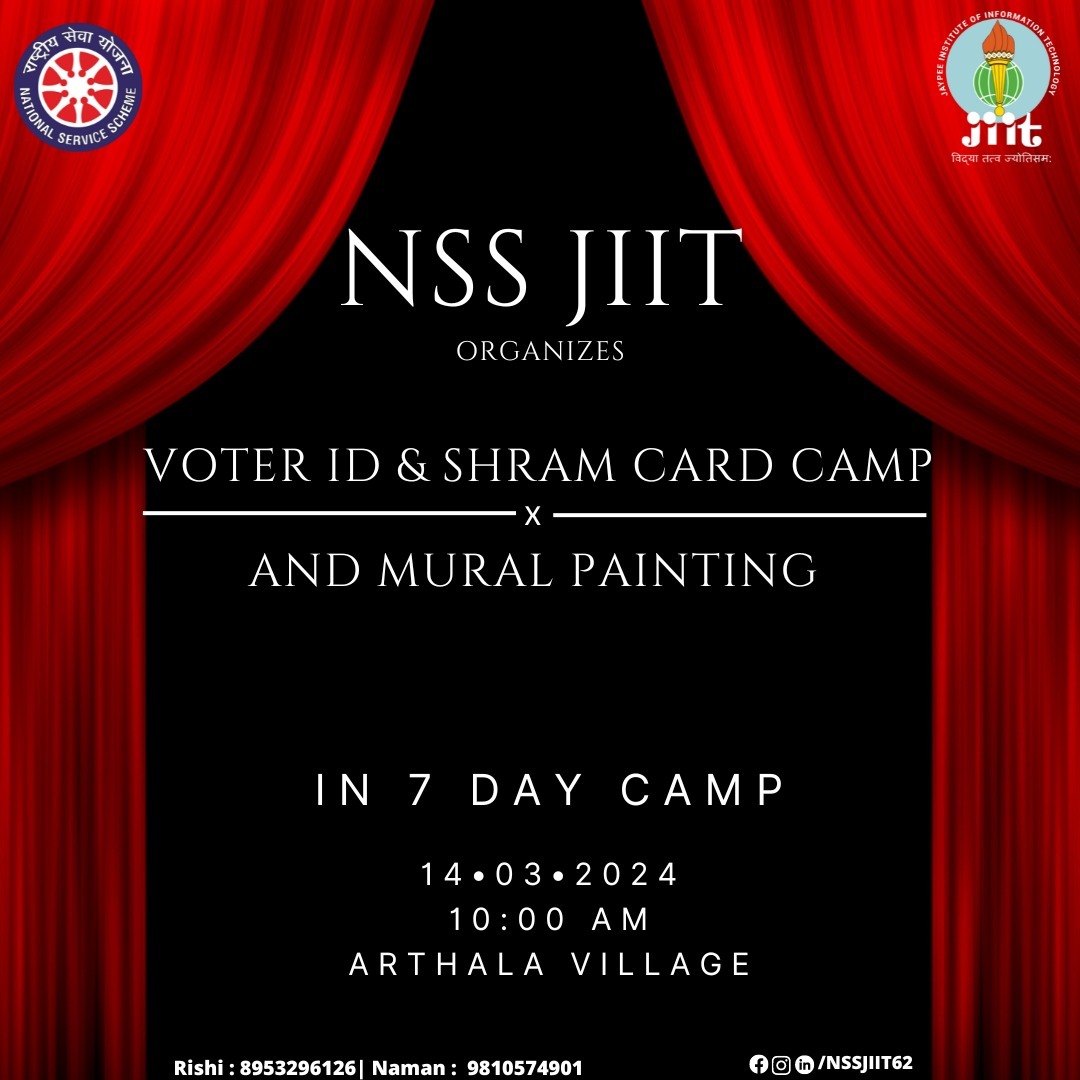 राष्ट्रीय सेवा योजना
NATIONAL SERVICE SCHEME
JAYPEE INSTITUTE OF INFORMATION TECHNOLOGY
jiit
विद्या तत्व ज्योतिसम:
NSS JIIT
ORGANIZES
VOTER ID & SHRAM CARD CAMP
X
AND MURAL PAINTING
IN 7 DAY CAMP
14•03•2024
10:00 AM
ARTHALA VILLAGE
Rishi : 8953296126| Naman : 9810574901
/NSSJIIT62